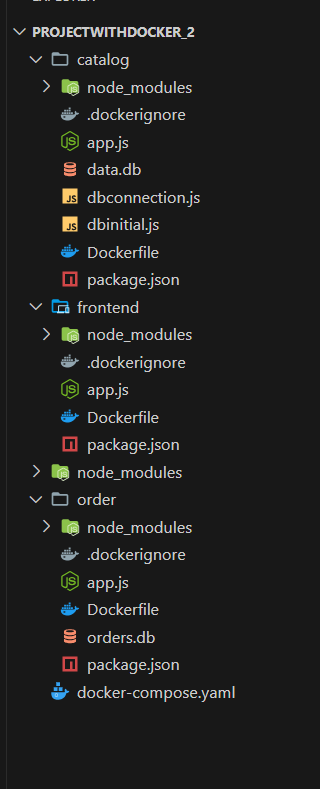 PROJECTWITHDOCKER_2
catalog
node_modules
.dockerignore
app.js
data.db
dbconnection.js
dbinitial.js
Dockerfile
package.json
frontend
node_modules
.dockerignore
app.js
Dockerfile
package.json
node_modules
order
node_modules
.dockerignore
app.js
Dockerfile
orders.db
package.json
docker-compose.yaml